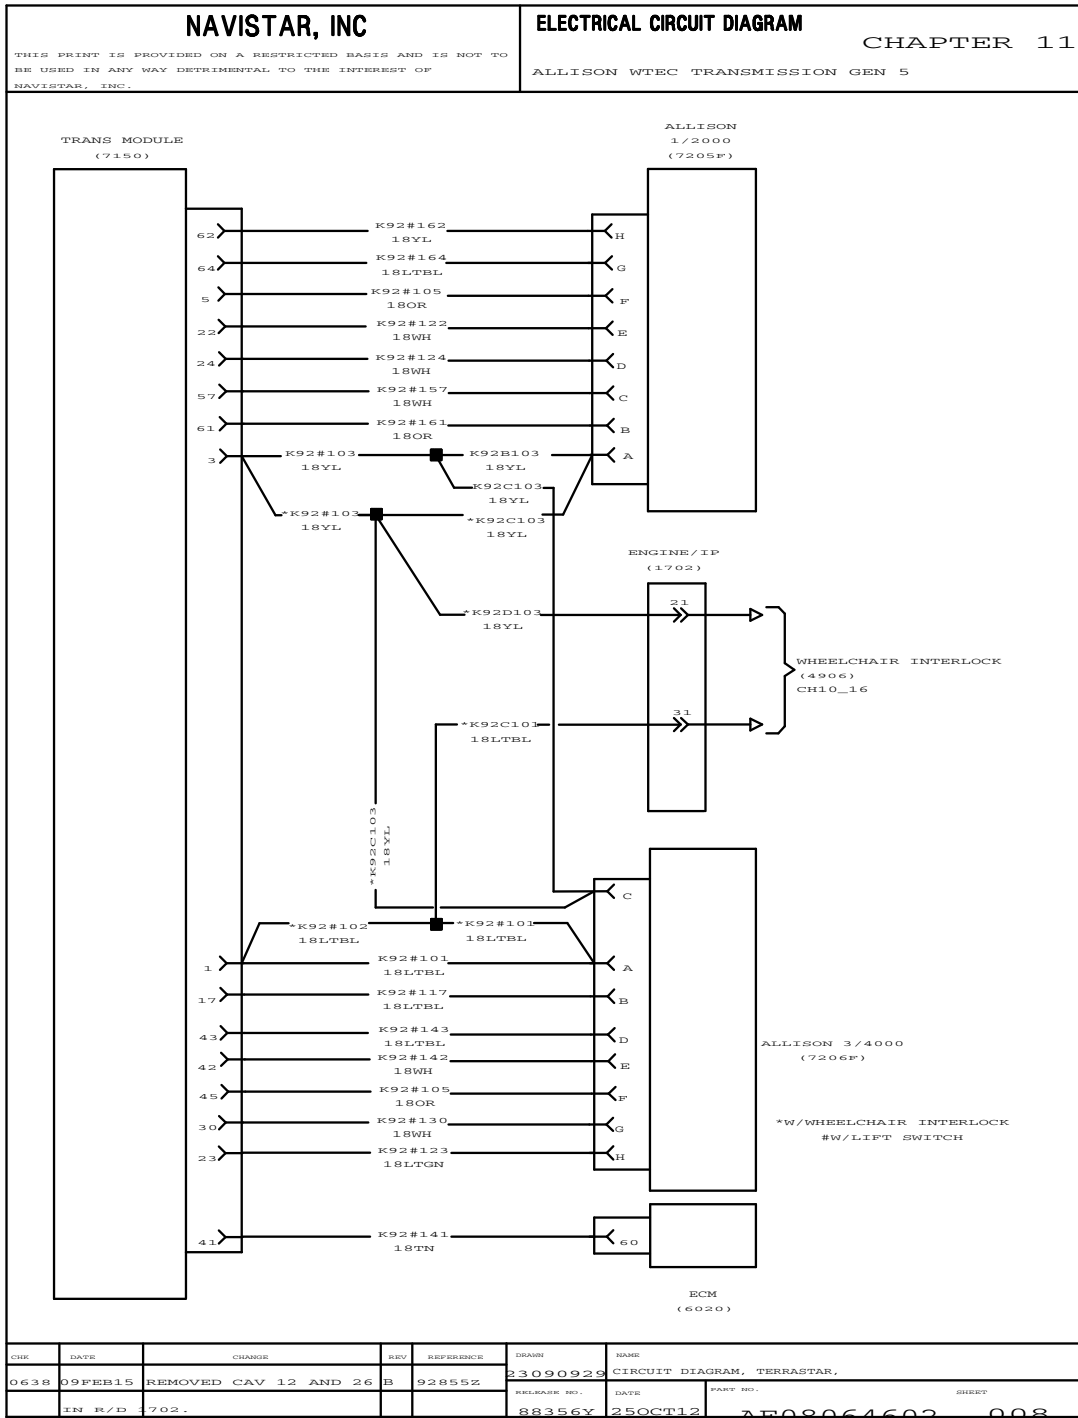 NAVISTAR, INC
THIS PRINT IS PROVIDED ON A RESTRICTED BASIS AND IS NOT TO
BE USED IN ANY WAY DETRIMENTAL TO THE INTEREST OF
NAVISTAR, INC.
ELECTRICAL CIRCUIT DIAGRAM
CHAPTER 11
ALLISON WTEC TRANSMISSION GEN 5
TRANS MODULE
(7150)
ALLISON
1/2000
(7205F)
62
K92#162
18YL
H
64
K92#164
18LTBL
G
5
K92#105
18OR
F
22
K92#122
18WH
E
24
K92#124
18WH
D
57
K92#157
18WH
C
61
K92#161
18OR
B
3
K92#103
18YL
K92B103
18YL
A
K92C103
18YL
*K92#103
18YL
*K92C103
18YL
ENGINE/IP
(1702)
*K92D103
18YL
21
WHEELCHAIR INTERLOCK
(4906)
CH10_16
*K92C101
18LTBL
31
*K92C103
18YL
C
*K92#102
18LTBL
*K92#101
18LTBL
1
K92#101
18LTBL
A
17
K92#117
18LTBL
B
43
K92#143
18LTBL
D
42
K92#142
18WH
E
45
K92#105
18OR
F
30
K92#130
18WH
G
23
K92#123
18LTGN
H
ALLISON 3/4000
(7206F)
*W/WHEELCHAIR INTERLOCK
#W/LIFT SWITCH
41
K92#141
18TN
60
ECM
(6020)
CHK DATE CHANGE REV REFERENCE
0638 09FEB15 REMOVED CAV 12 AND 26 B 92855Z
IN R/D 1702.
DRAWN
23090929
NAME
CIRCUIT DIAGRAM, TERRASTAR,
RELEASE NO.
88356Y
DATE
25OCT12
PART NO.
AE08064602
SHEET
008